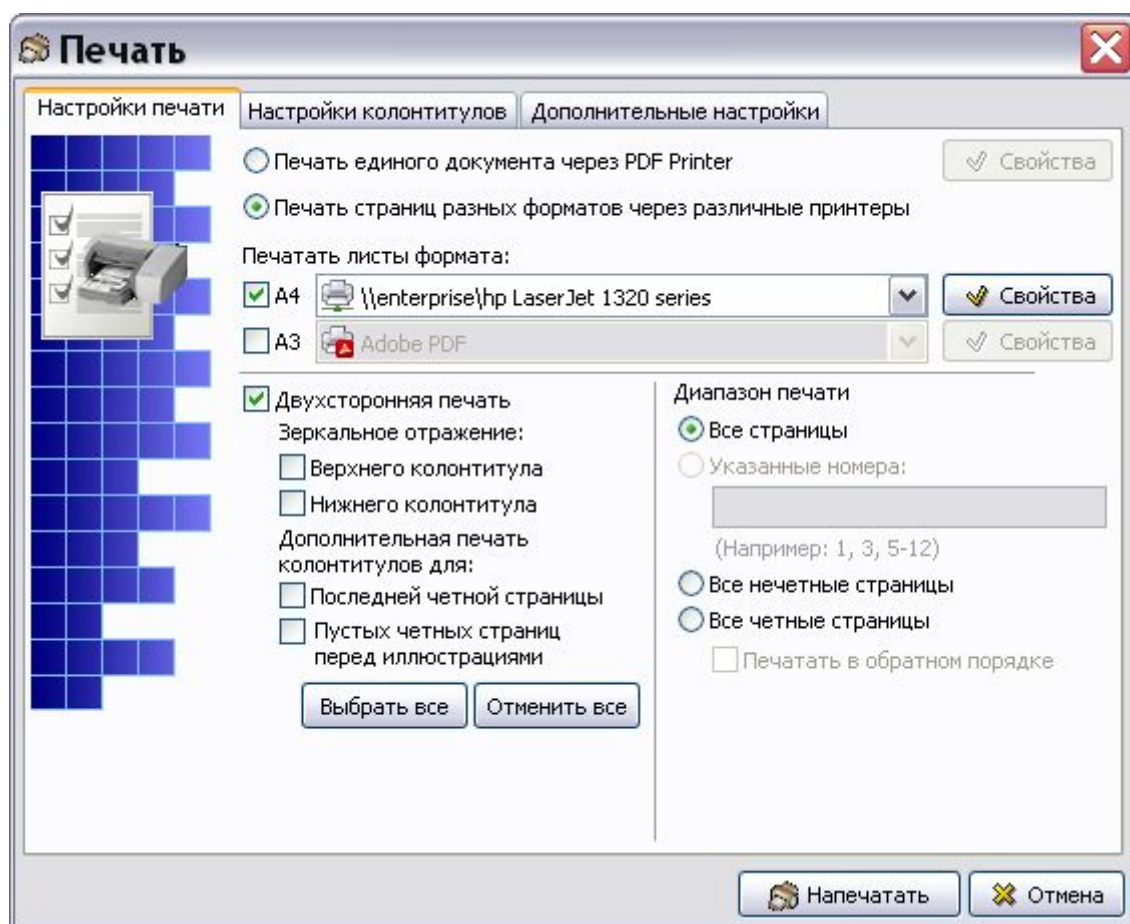 Печать
Настройки печати
Настройки колонтитулов
Дополнительные настройки
Печать единого документа через PDF Printer
Свойства
Печать страниц разных форматов через различные принтеры
Печатать листы формата:
A4
\\enterprise\hp LaserJet 1320 series
Свойства
A3
Adobe PDF
Свойства
Двухсторонняя печать
Зеркальное отражение:
Верхнего колонтитула
Нижнего колонтитула
Дополнительная печать
колонтитулов для:
Последней четной страницы
Пустых четных страниц
перед иллюстрациями
Выбрать все
Отменить все
Диапазон печати
Все страницы
Указанные номера:
(Например: 1, 3, 5-12)
Все нечетные страницы
Все четные страницы
Печатать в обратном порядке
Напечатать
Отмена